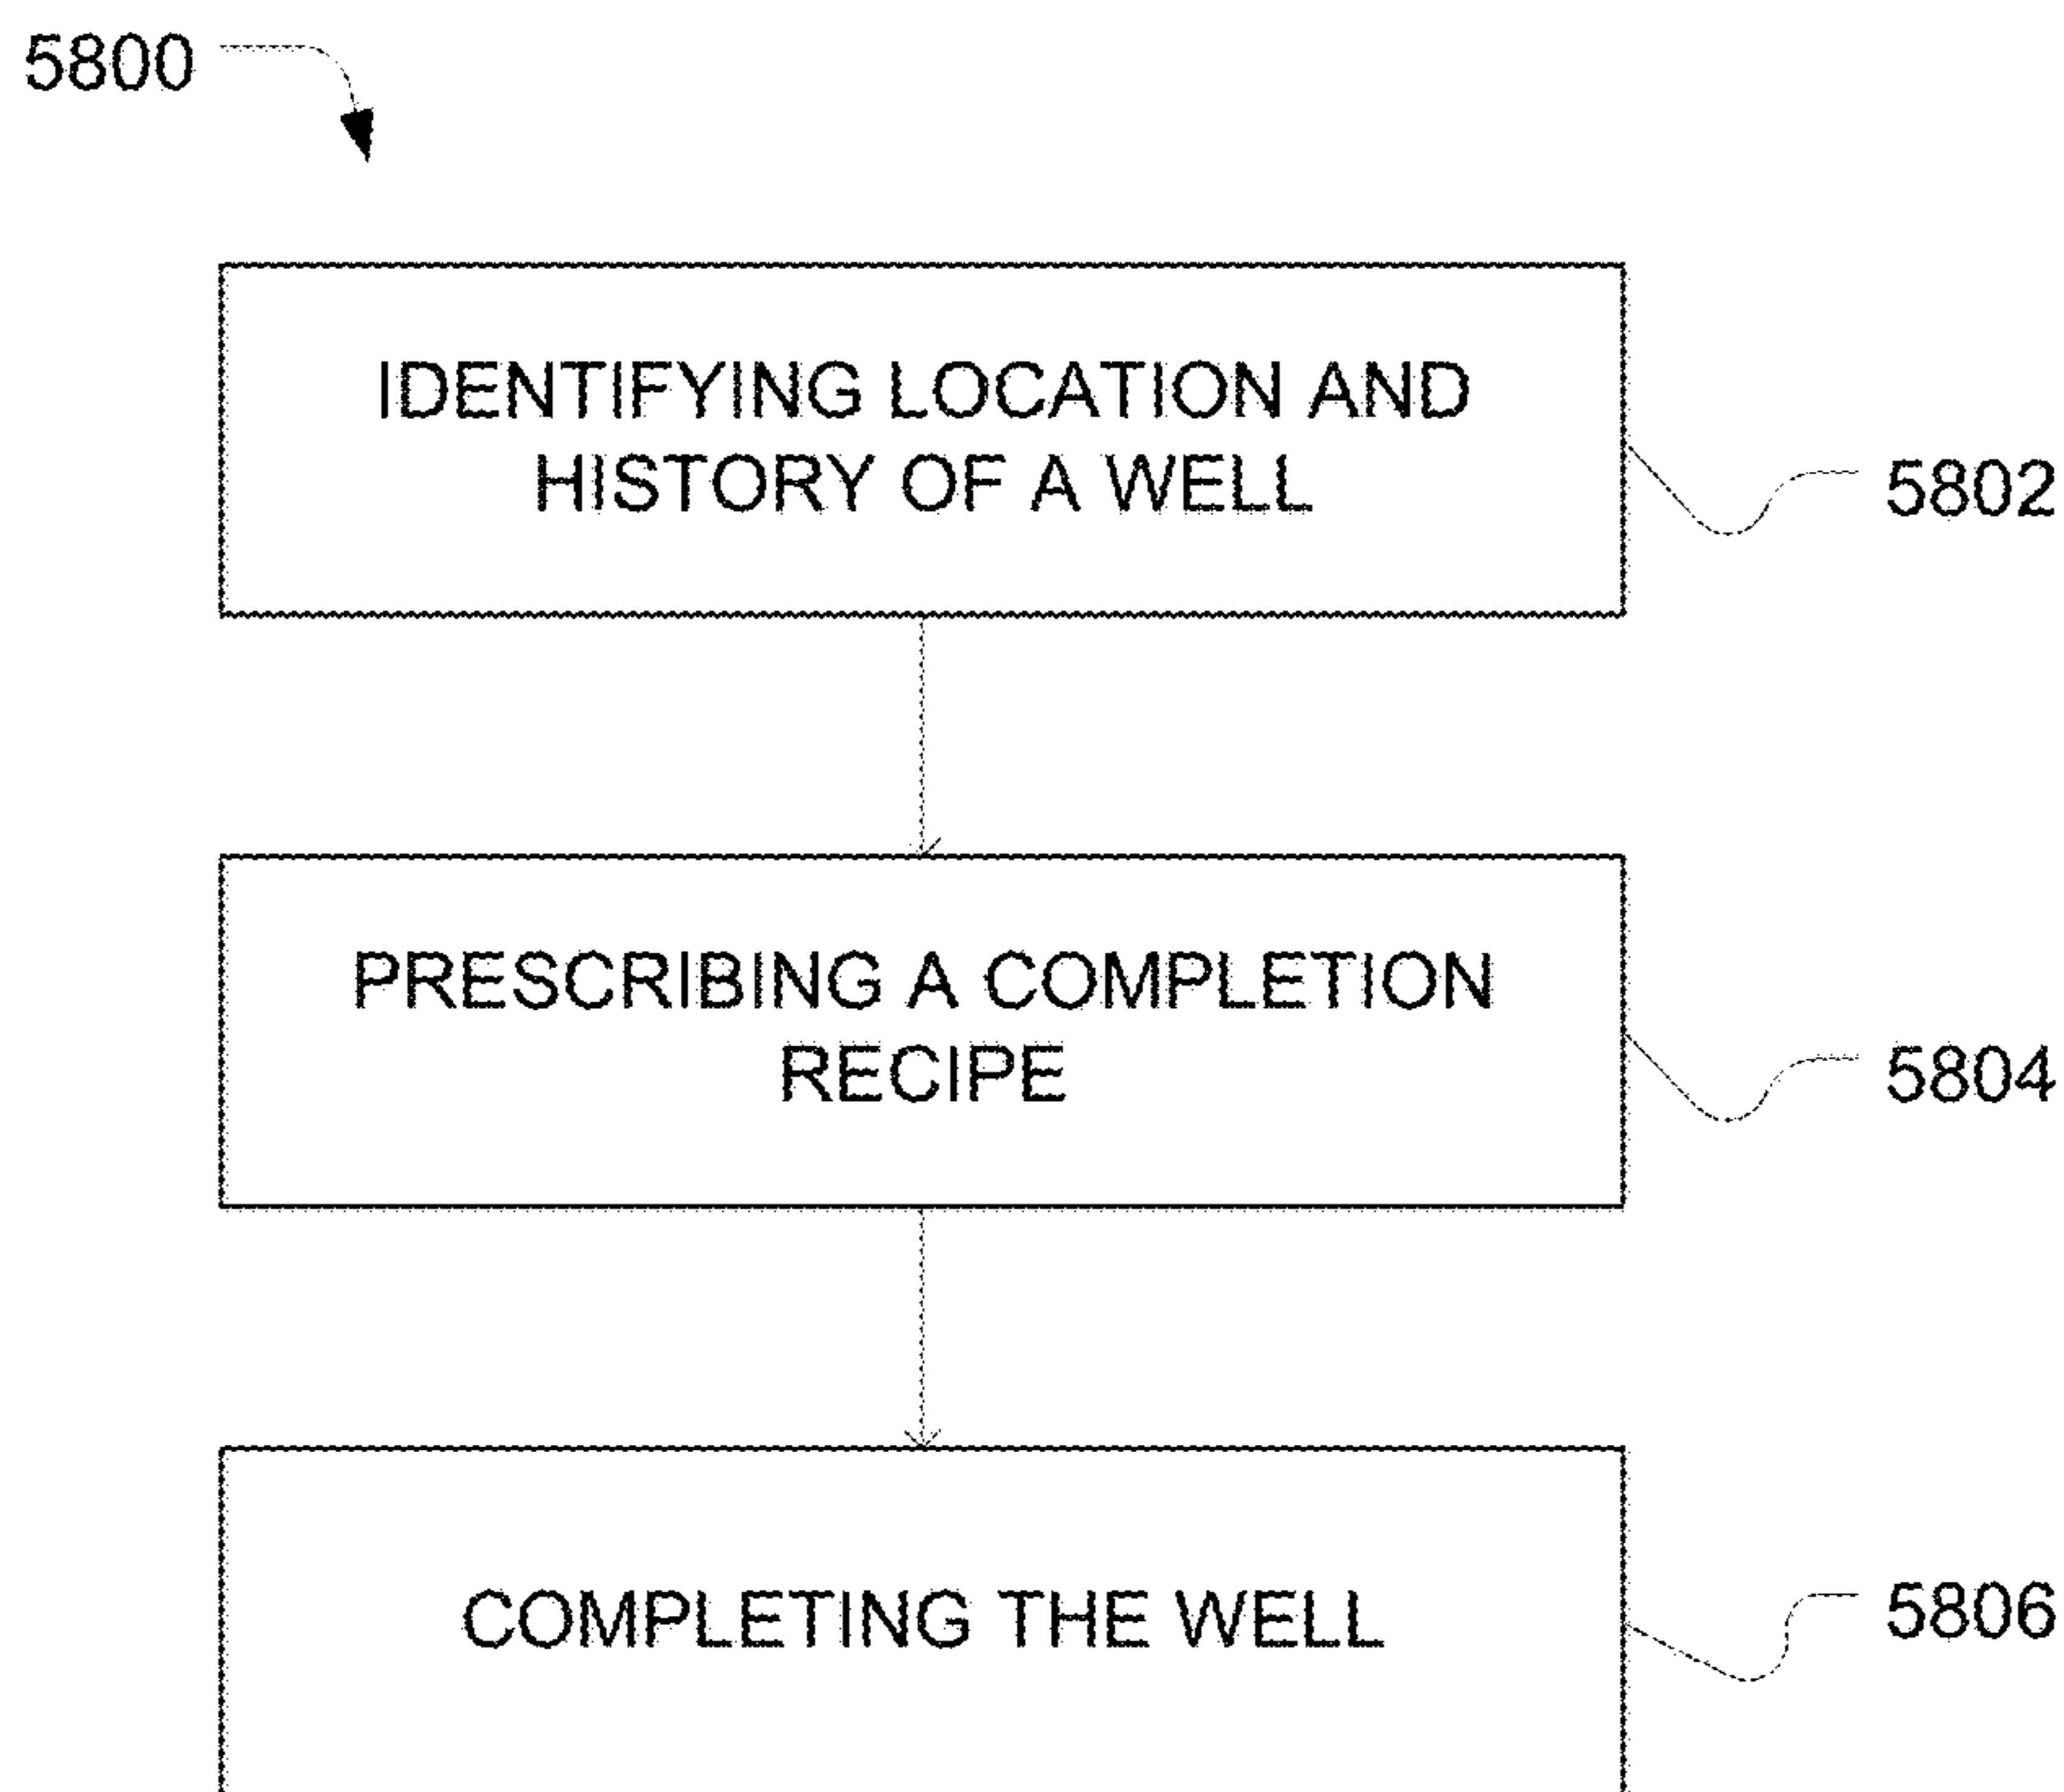 5800
IDENTIFYING LOCATION AND
HISTORY OF A WELL
5802
PRESCRIBING A COMPLETION
RECIPE
5804
COMPLETING THE WELL
5806